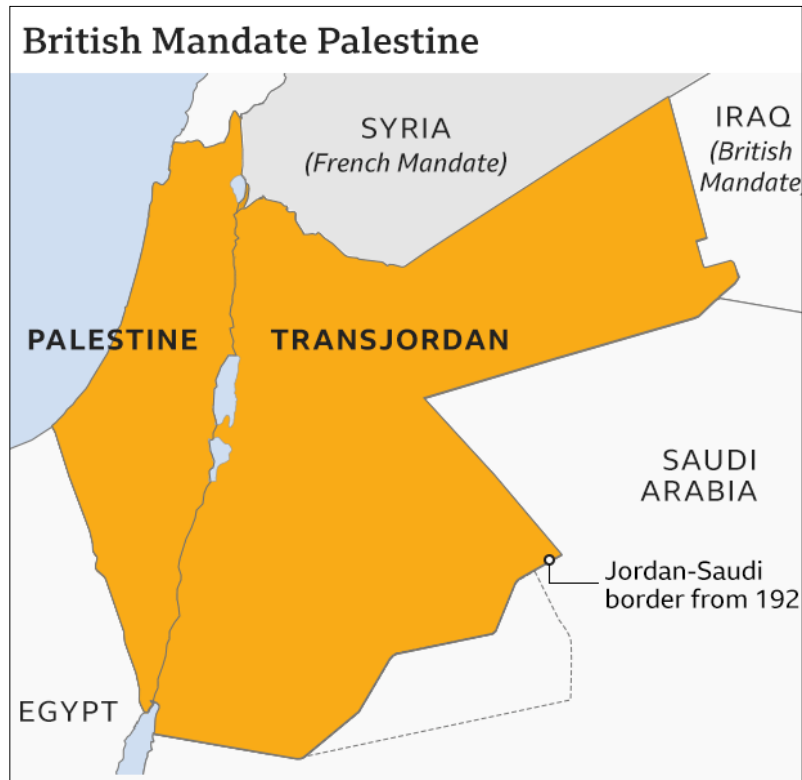 British Mandate Palestine
SYRIA
(French Mandate)
IRAQ
(British
Mandate
PALESTINE
TRANSJORDAN
SAUDI
ARABIA
Jordan-Saudi
border from 192
EGYPT